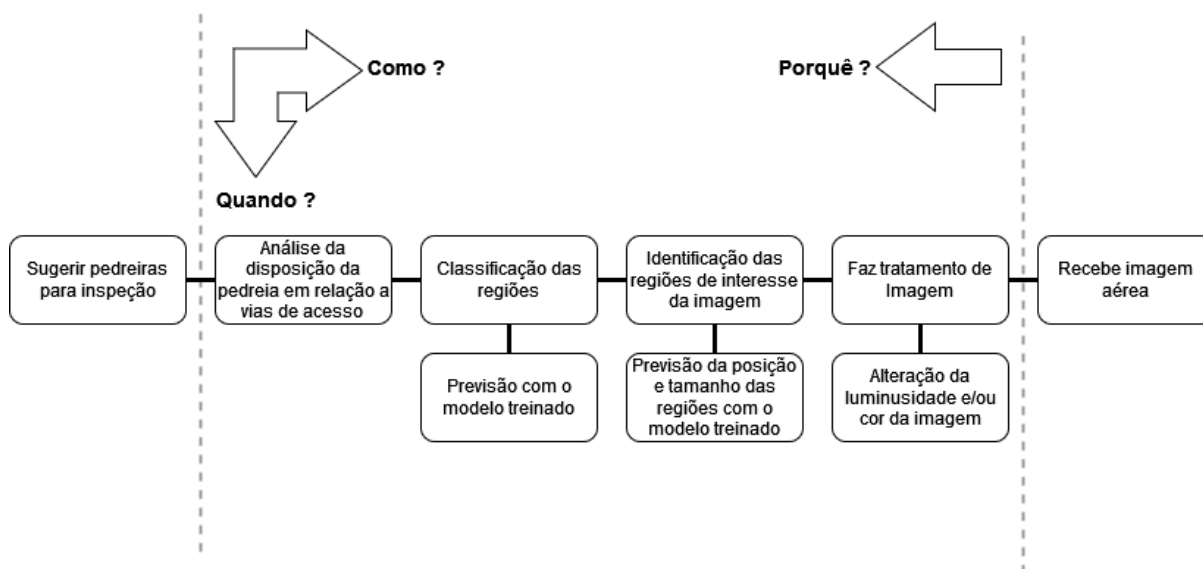 Como ?
Porquê ?
Quando ?
Sugerir pedreiras
para inspeção
Análise da
disposição da
pedreia em relação a
vias de acesso
Classificação das
regiões
Identificação das
regiões de interesse
da imagem
Faz tratamento de
Imagem
Recebe imagem
aérea
Previsão com o
modelo treinado
Previsão da posição
e tamanho das
regiões com o
modelo treinado
Alteração da
luminusidade e/ou
cor da imagem